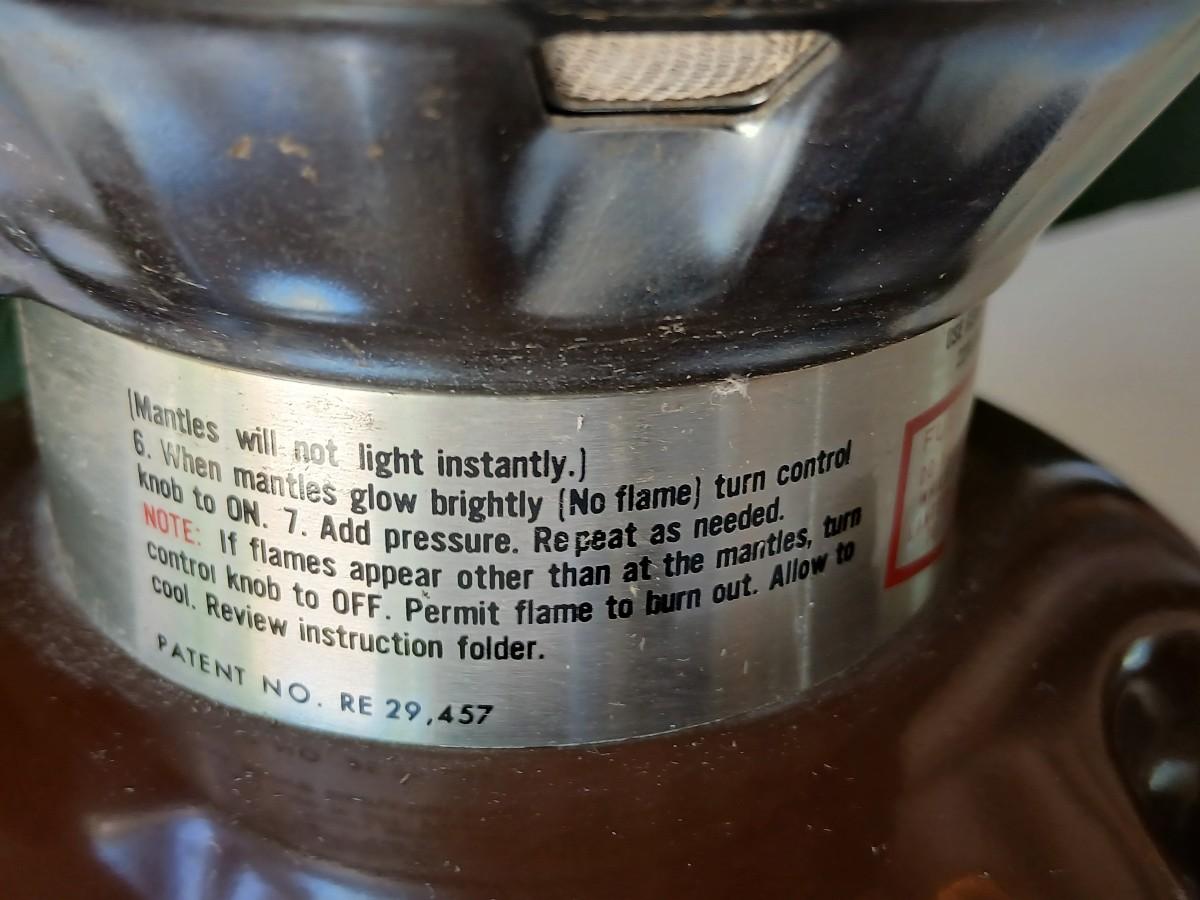 (Mantles will not light instantly.)
6. When mantles glow brightly (No flame) turn control
knob to ON. 7. Add pressure. Repeat as needed.
NOTE: If flames appear other than at the mantles, turn
control knob to OFF. Permit flame to burn out. Allow to
cool. Review instruction folder.
PATENT NO. RE 29,457